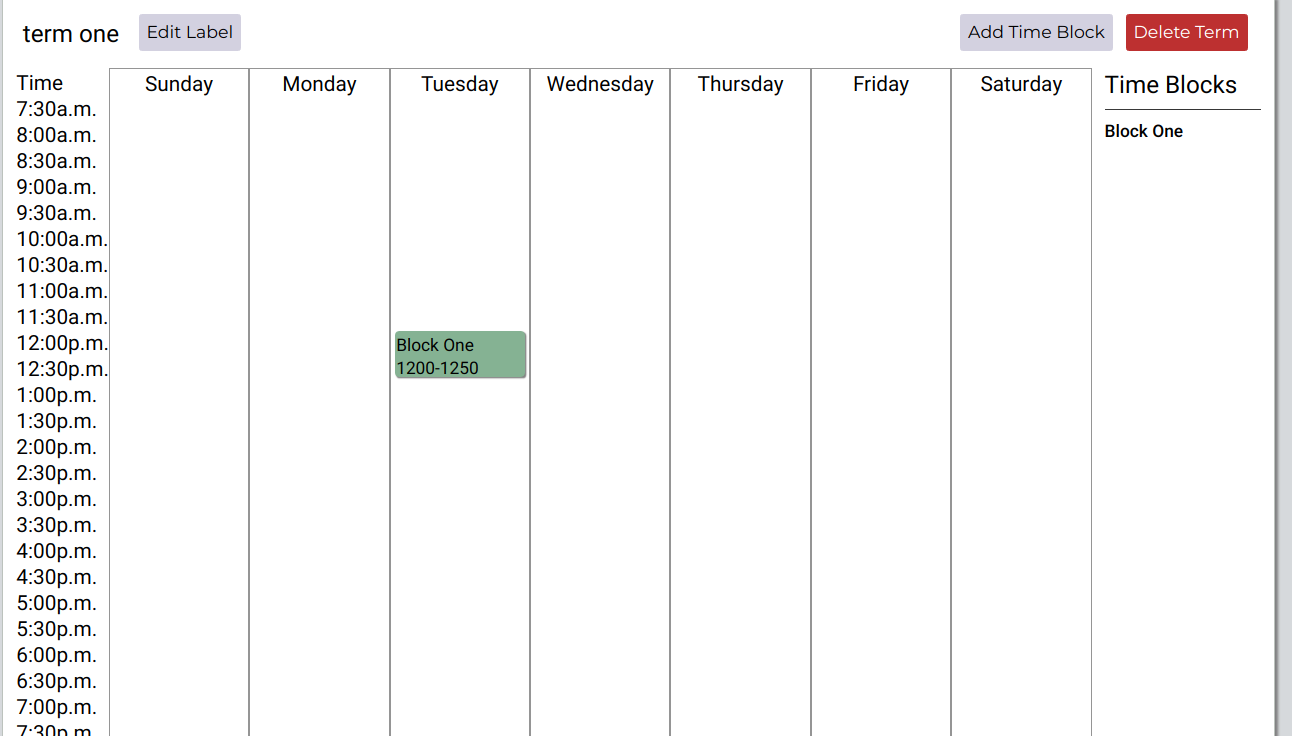 term one Edit Label Add Time Block Delete Term
Time Sunday Monday Tuesday Wednesday Thursday Friday Saturday Time Blocks
7:30a.m.
8:00a.m. Block One
8:30a.m.
9:00a.m.
9:30a.m.
10:00a.m.
10:30a.m.
11:00a.m.
11:30a.m.
12:00p.m. Block One
12:30p.m. 1200-1250
1:00p.m.
1:30p.m.
2:00p.m.
2:30p.m.
3:00p.m.
3:30p.m.
4:00p.m.
4:30p.m.
5:00p.m.
5:30p.m.
6:00p.m.
6:30p.m.
7:00p.m.
7:30p.m.